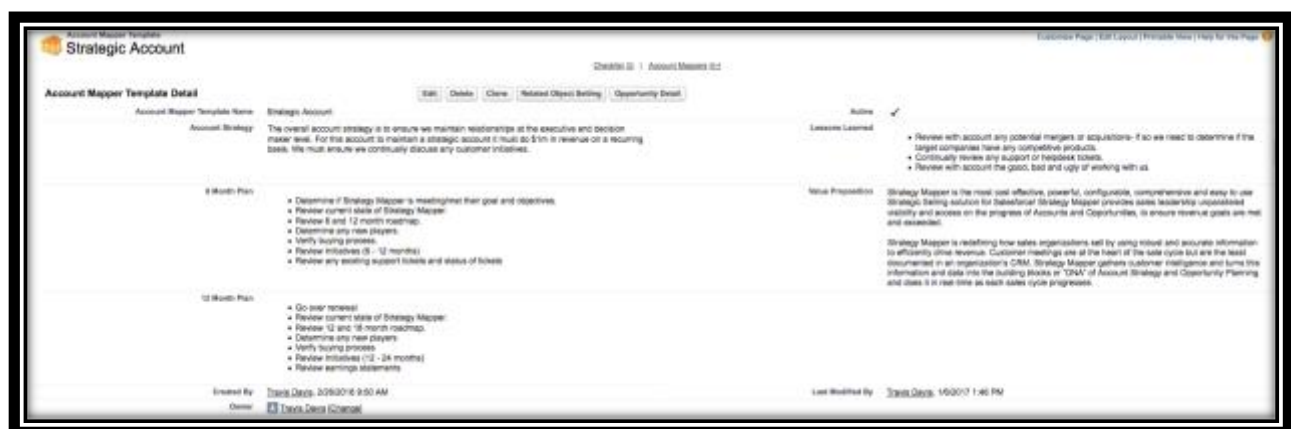 Account Mapper Template
Strategic Account
Customize Page | Edit Layout | Printable View | Help for this Page
Account Mappers
Account Mapper Template Detail
Edit Delete Clone Related Object Setting Opportunity Detail
Account Mapper Template Name Strategic Account
Active ✓
Account Strategy
The overall account strategy is to ensure we maintain relationships at the executive and decision
maker level. For this account to maintain a strategic account it must do $1m in revenue on a recurring
basis. We must ensure we continually discuss any customer initiatives.
Lessons Learned
• Review with account any potential mergers or acquisitions- if so we need to determine if the
target companies have any competitive products.
• Continually review any support or helpdesk tickets.
• Review with account the good, bad and ugly of working with us.
Month Plan
• Determine if Strategy Mapper is meeting/met their goal and objectives.
• Review current state of Strategy Mapper.
• Review 6 and 12 month roadmap.
• Determine any new players.
• Verify buying process.
• Review initiatives (6 - 12 months)
• Review any existing support tickets and status of tickets
Value Proposition
Strategy Mapper is the most cost effective, powerful, configurable, comprehensive and easy to use
Strategic Selling solution for Salesforce! Strategy Mapper provides sales leadership unparalleled
visibility and access on the progress of Accounts and Opportunities, to ensure revenue goals are met
and exceeded.
Strategy Mapper is redefining how sales organizations sell by using robust and accurate information
to efficiently drive revenue. Customer meetings are at the heart of the sale cycle but are the least
documented in an organization's CRM. Strategy Mapper gathers customer intelligence and turns this
information and data into the building blocks or "DNA" of Account Strategy and Opportunity Planning
and does it in real-time as each sales cycle progresses.
12 Month Plan
• Go over renewal
• Review current state of Strategy Mapper
• Review 12 and 18 month roadmap.
• Determine any new players
• Verify buying process
• Review initiatives (12 - 24 months)
• Review earnings statements
Created By Travis Davis, 2/26/2016 9:50 AM
Last Modified By Travis Davis, 1/6/2017 1:46 PM
Owner Travis Davis [Change]